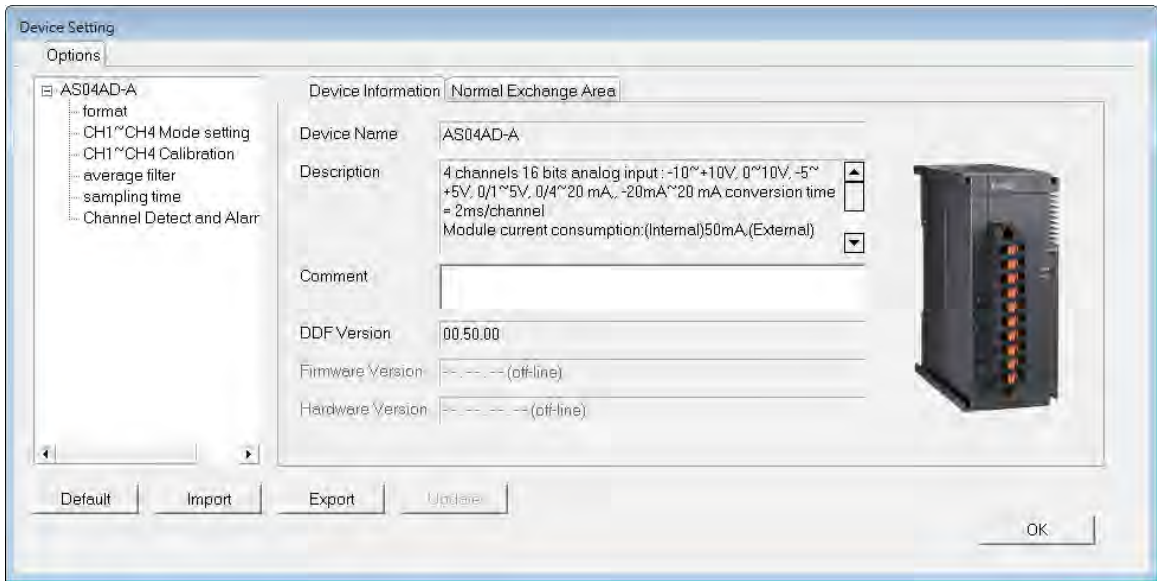 Device Setting
Options
AS04AD-A
format
CH1~CH4 Mode setting
CH1~CH4 Calibration
average filter
sampling time
Channel Detect and Alarr
Device Information
Normal Exchange Area
Device Name
AS04AD-A
Description
4 channels 16 bits analog input : -10~+10V, 0~10V, -5~
+5V, 0/1~5V, 0/4~20 mA,, -20mA~20 mA conversion time
= 2ms/channel
Module current consumption:(Internal)50mA,(External)
Comment
DDF Version
00.50.00
Firmware Version
--. --. -- (off-line)
Hardware Version
--. --. --. -- (off-line)
Default
Import
Export
Update
OK